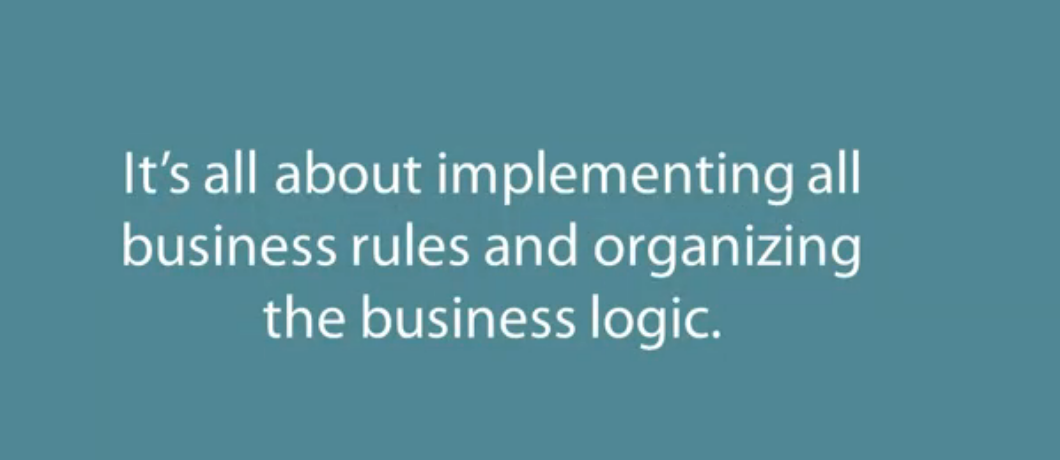 It's all about implementing all
business rules and organizing
the business logic.